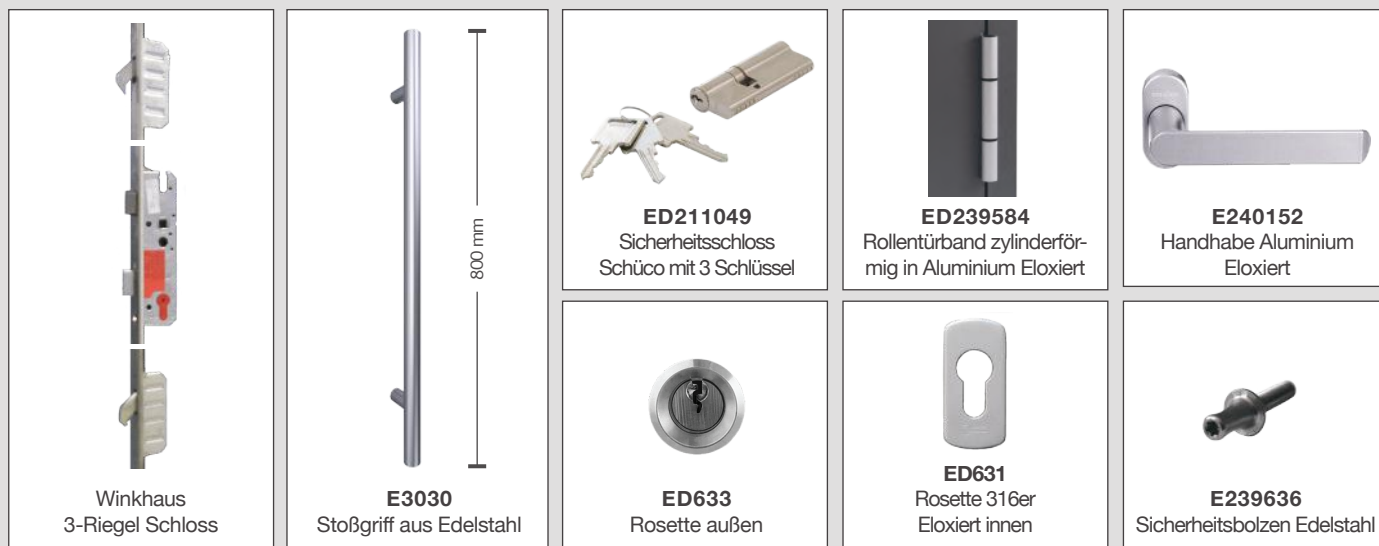 Winkhaus
3-Riegel Schloss
800 mm
E3030
Stoßgriff aus Edelstahl
ED211049
Sicherheitsschloss
Schüco mit 3 Schlüssel
ED239584
Rollentürband zylinderför-
mig in Aluminium Eloxiert
E240152
Handhabe Aluminium
Eloxiert
ED633
Rosette außen
ED631
Rosette 316er
Eloxiert innen
E239636
Sicherheitsbolzen Edelstahl